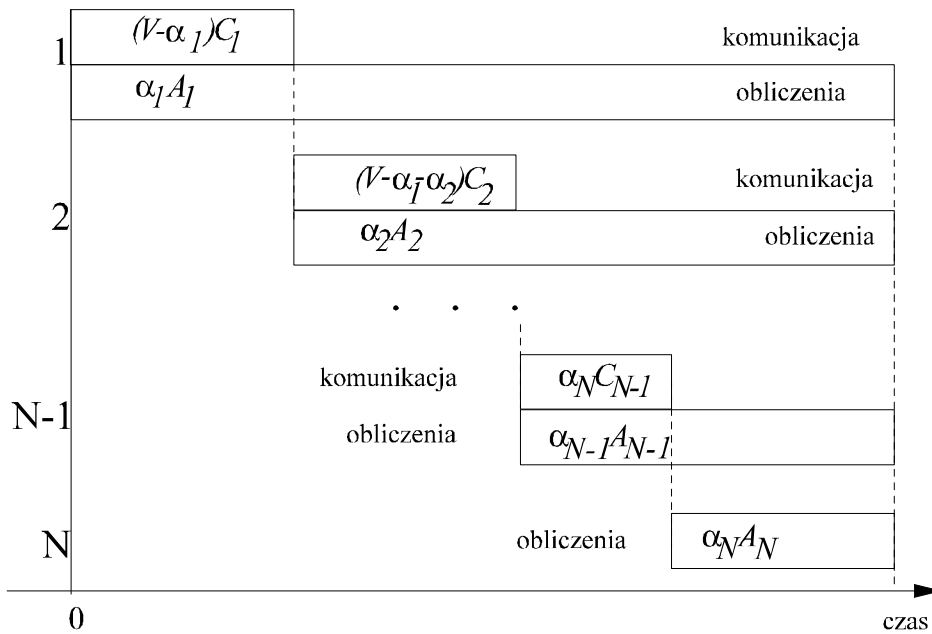 (V-α1)C1
komunikacja
1
α1A1
obliczenia
(V-α1-α2)C2
komunikacja
2
α2A2
obliczenia
. . .
komunikacja
αNCN-1
N-1
obliczenia
αN-1AN-1
N
obliczenia
αNAN
0
czas